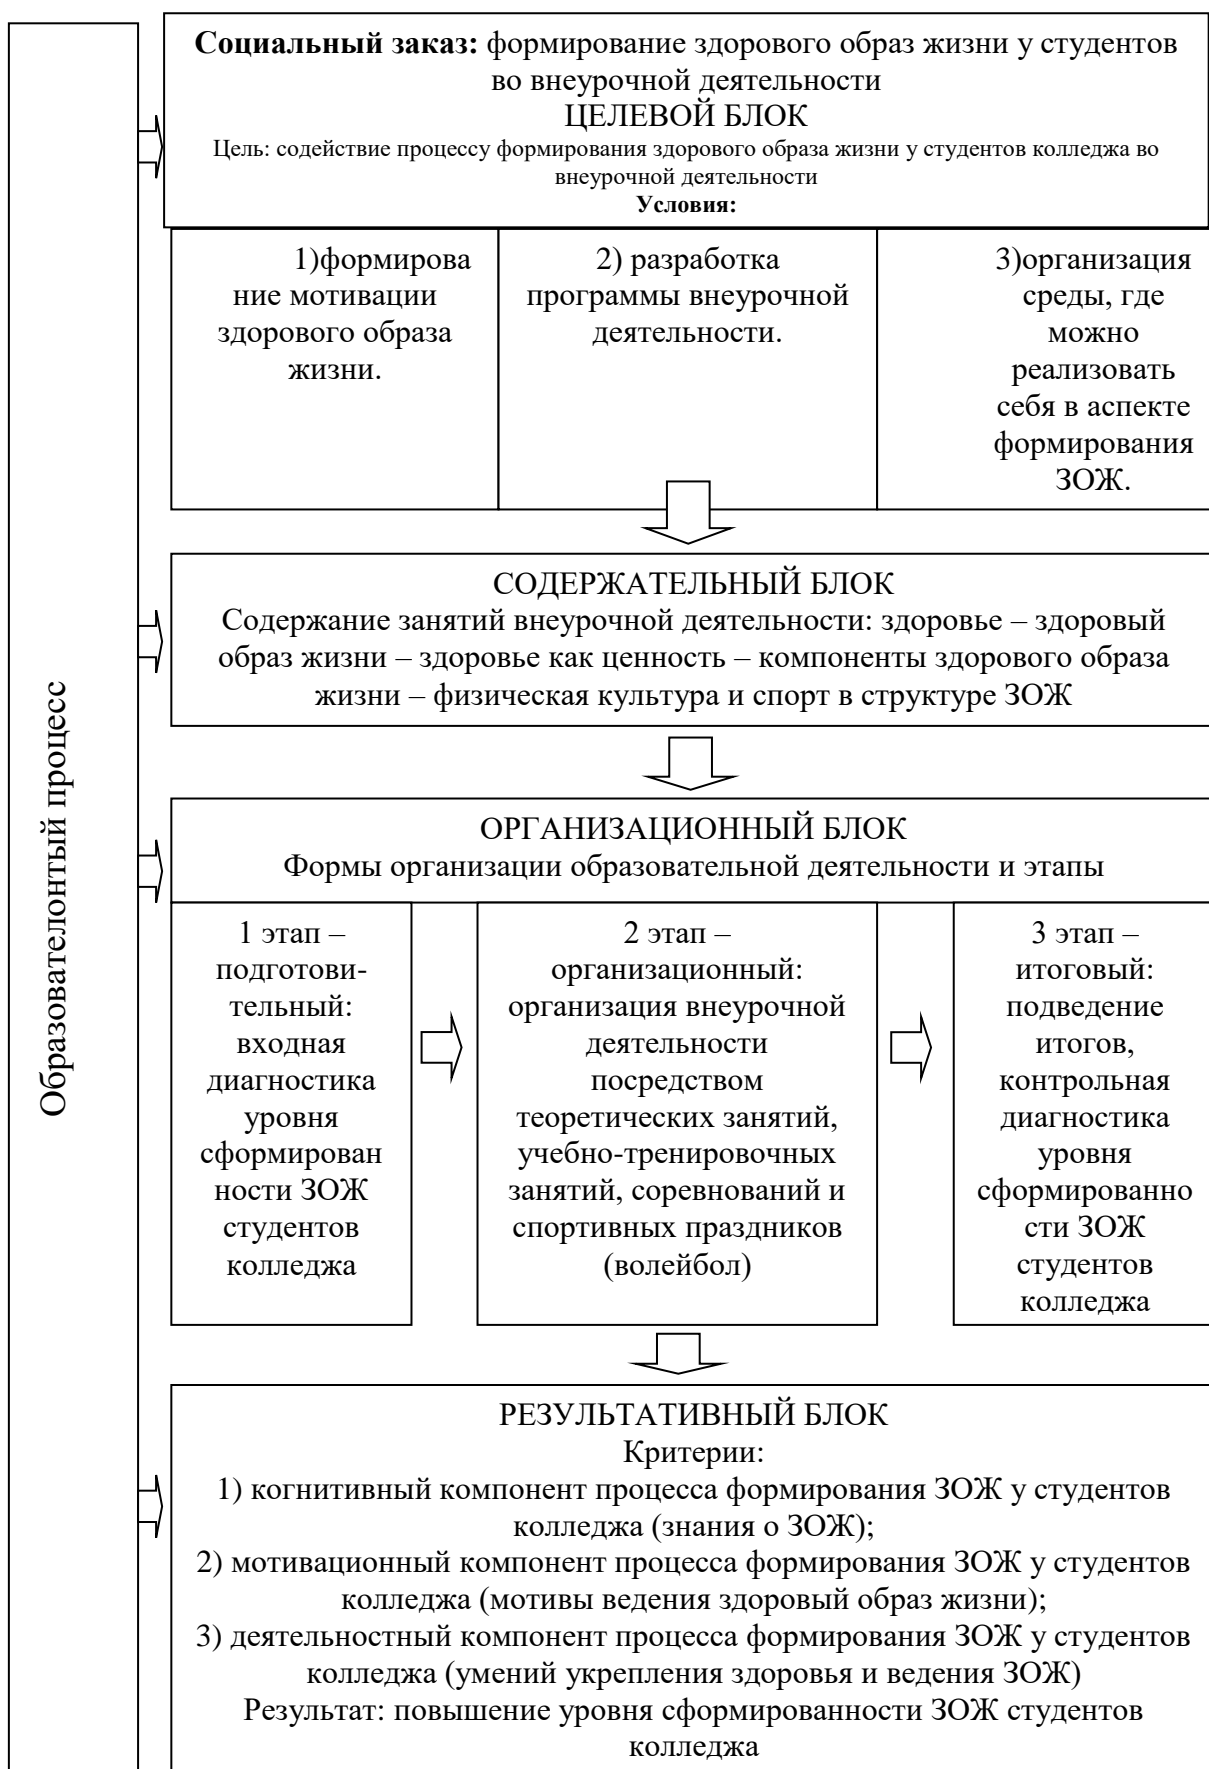 Образователонтый процесс
Социальный заказ: формирование здорового образ жизни у студентов
во внеурочной деятельности
ЦЕЛЕВОЙ БЛОК
Цель: содействие процессу формирования здорового образа жизни у студентов колледжа во
внеурочной деятельности
Условия:
1)формирова
ние мотивации
здорового образа
жизни.
2) разработка
программы внеурочной
деятельности.
3)организация
среды, где
можно
реализовать
себя в аспекте
формирования
ЗОЖ.
СОДЕРЖАТЕЛЬНЫЙ БЛОК
Содержание занятий внеурочной деятельности: здоровье – здоровый
образ жизни – здоровье как ценность – компоненты здорового образа
жизни – физическая культура и спорт в структуре ЗОЖ
ОРГАНИЗАЦИОННЫЙ БЛОК
Формы организации образовательной деятельности и этапы
1 этап –
подготови-
тельный:
входная
диагностика
уровня
сформирован
ности ЗОЖ
студентов
колледжа
2 этап –
организационный:
организация внеурочной
деятельности
посредством
теоретических занятий,
учебно-тренировочных
занятий, соревнований и
спортивных праздников
(волейбол)
3 этап –
итоговый:
подведение
итогов,
контрольная
диагностика
уровня
сформированно
сти ЗОЖ
студентов
колледжа
РЕЗУЛЬТАТИВНЫЙ БЛОК
Критерии:
1) когнитивный компонент процесса формирования ЗОЖ у студентов
колледжа (знания о ЗОЖ);
2) мотивационный компонент процесса формирования ЗОЖ у студентов
колледжа (мотивы ведения здоровый образ жизни);
3) деятельностный компонент процесса формирования ЗОЖ у студентов
колледжа (умений укрепления здоровья и ведения ЗОЖ)
Результат: повышение уровня сформированности ЗОЖ студентов
колледжа